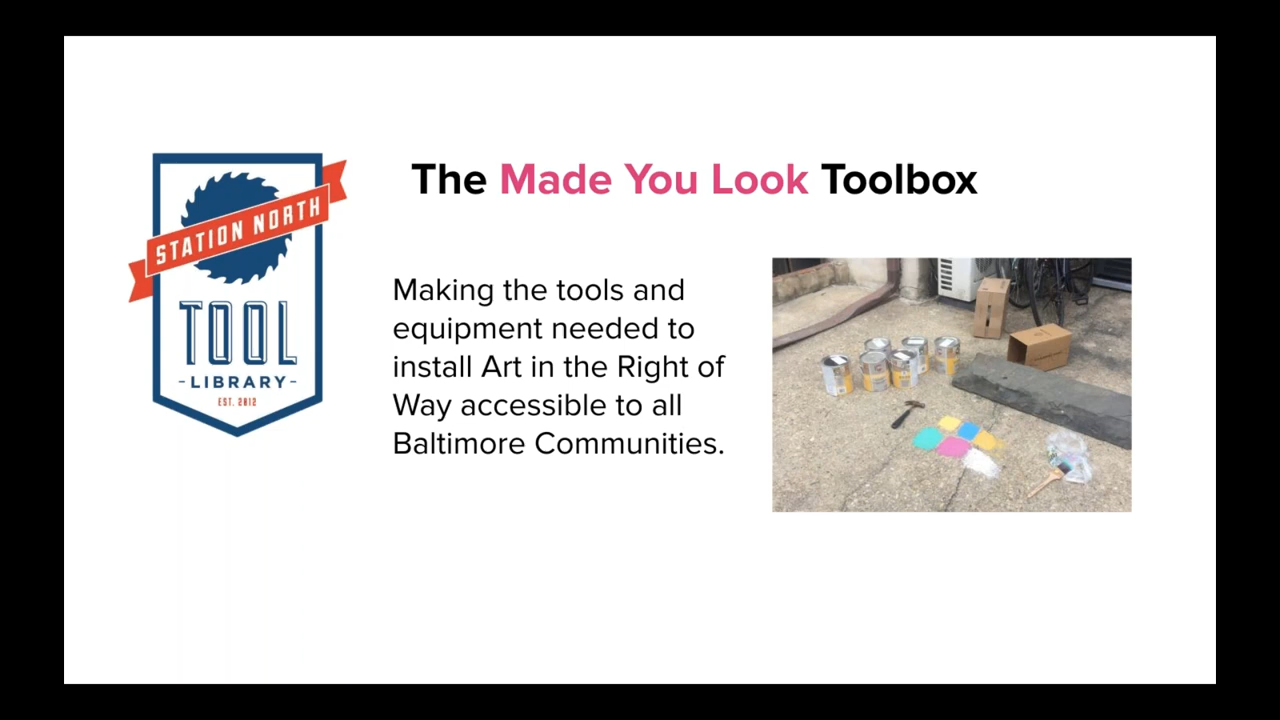 The Made You Look Toolbox
STATION NORTH
TOOL
-LIBRARY-
EST. 2012
Making the tools and
equipment needed to
install Art in the Right of
Way accessible to all
Baltimore Communities.